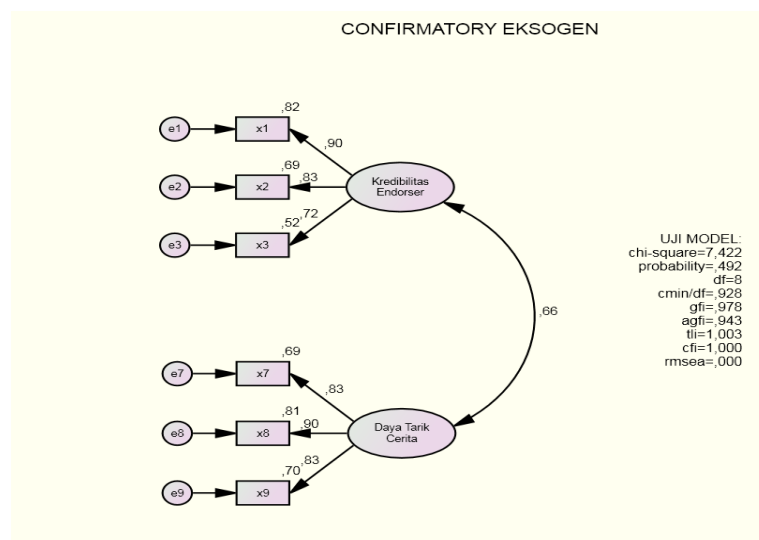 CONFIRMATORY EKSOGEN
,82
e1
x1
,90
Kredibilitas
Endorser
,69
e2
x2
,83
,52
,72
e3
x3
UJI MODEL:
chi-square=7,422
probability=,492
df=8
cmin/df=,928
gfi=,978
agfi=,943
tli=1,003
cfi=1,000
rmsea=,000
,66
,69
e7
x7
,83
,81
e8
x8
,90
Daya Tarik
Cerita
,83
,70
e9
x9